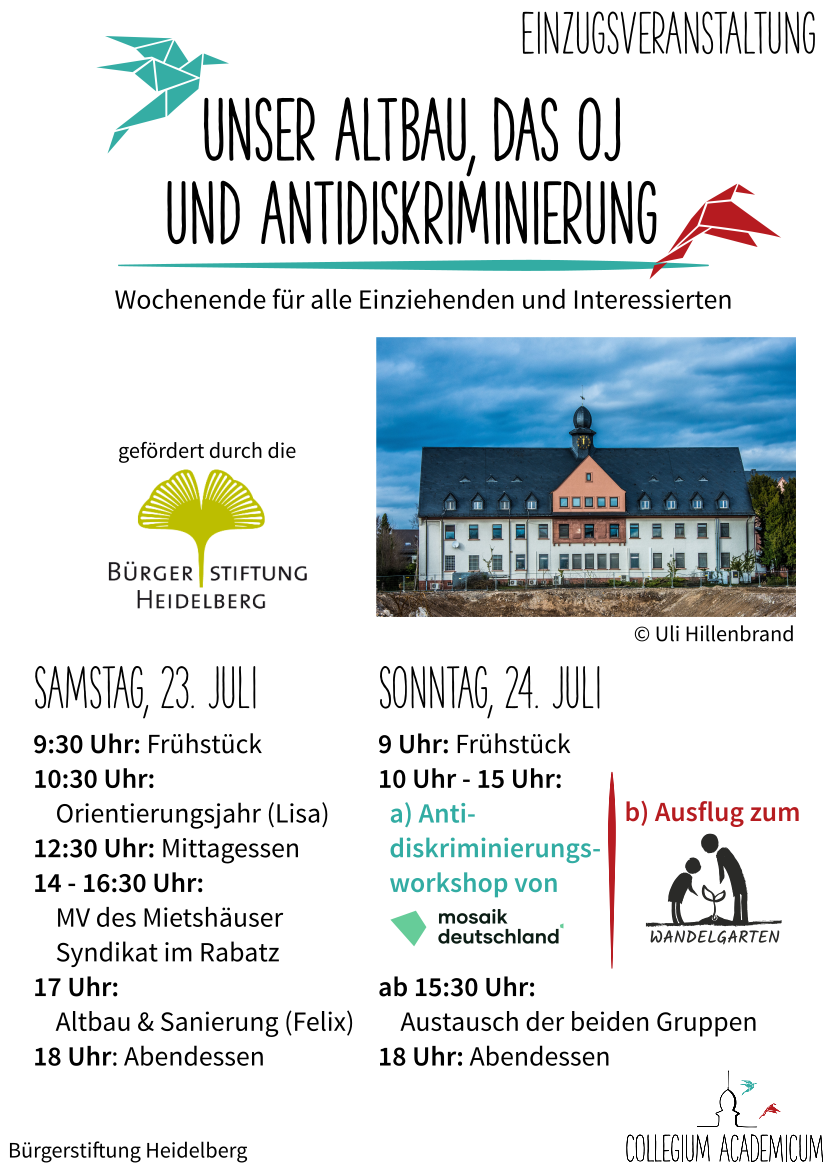 EINZUGSVERANSTALTUNG
UNSER ALTBAU, DAS OJ
UND ANTIDISKRIMINIERUNG
Wochenende für alle Einziehenden und Interessierten
gefördert durch die
BÜRGER STIFTUNG
HEIDELBERG
© Uli Hillenbrand
SAMSTAG, 23. JULI
9:30 Uhr: Frühstück
10:30 Uhr:
Orientierungsjahr (Lisa)
12:30 Uhr: Mittagessen
14 - 16:30 Uhr:
MV des Mietshäuser
Syndikat im Rabatz
17 Uhr:
Altbau & Sanierung (Felix)
18 Uhr: Abendessen
SONNTAG, 24. JULI
9 Uhr: Frühstück
10 Uhr - 15 Uhr:
a) Anti-
diskriminierungs-
workshop von
mosaik
deutschland
b) Ausflug zum
WANDELGARTEN
ab 15:30 Uhr:
Austausch der beiden Gruppen
18 Uhr: Abendessen
Bürgerstiftung Heidelberg
COLLEGIUM ACADEMICUM